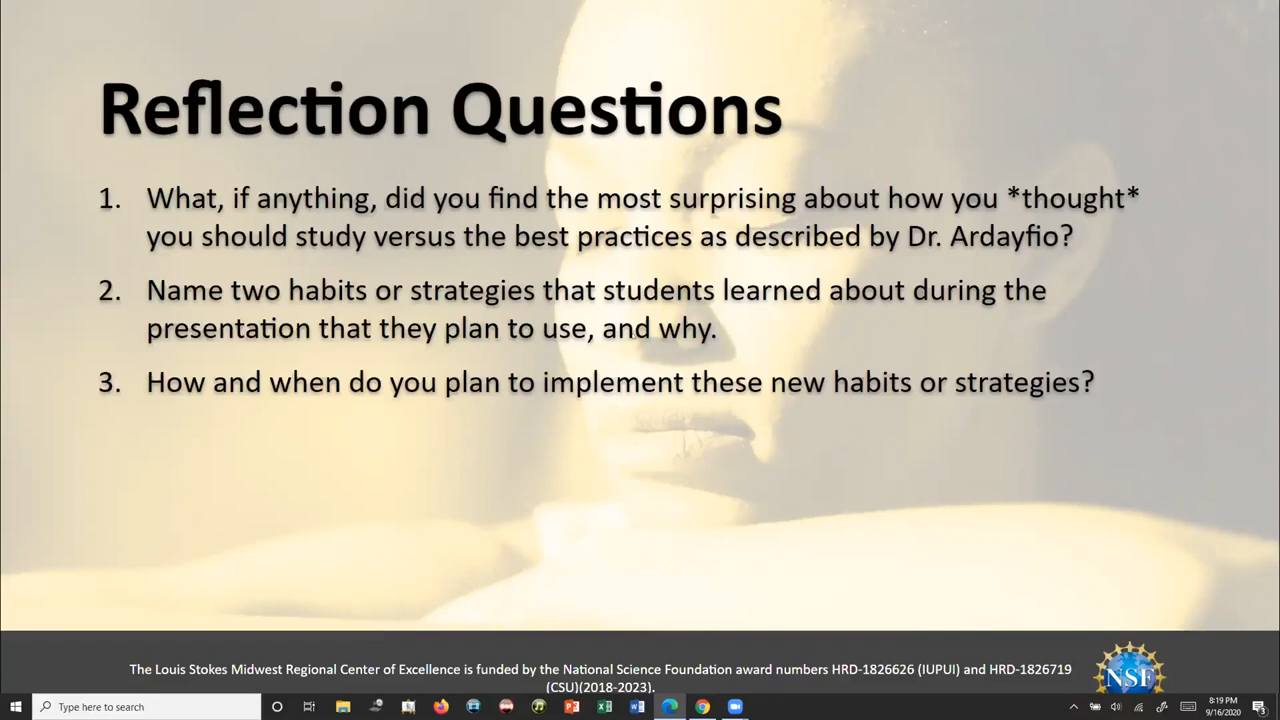 Reflection Questions
1. What, if anything, did you find the most surprising about how you *thought*
you should study versus the best practices as described by Dr. Ardayfio?
2. Name two habits or strategies that students learned about during the
presentation that they plan to use, and why.
3. How and when do you plan to implement these new habits or strategies?
The Louis Stokes Midwest Regional Center of Excellence is funded by the National Science Foundation award numbers HRD-1826626 (IUPUI) and HRD-1826719
(CSU)(2018-2023).
NSF
Type here to search
8:19 PM
9/16/2020